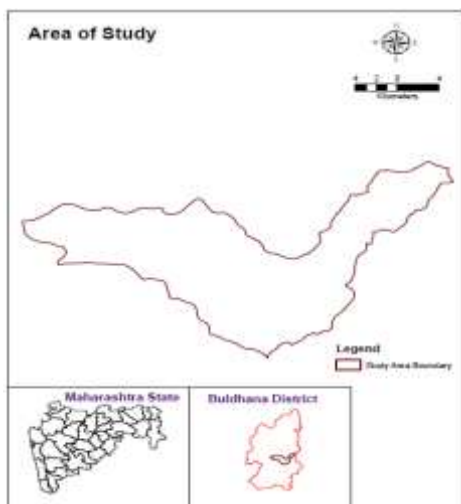 Area of Study
Kilometers
Legend
Study Area Boundary
Maharashtra State
Buldhana District